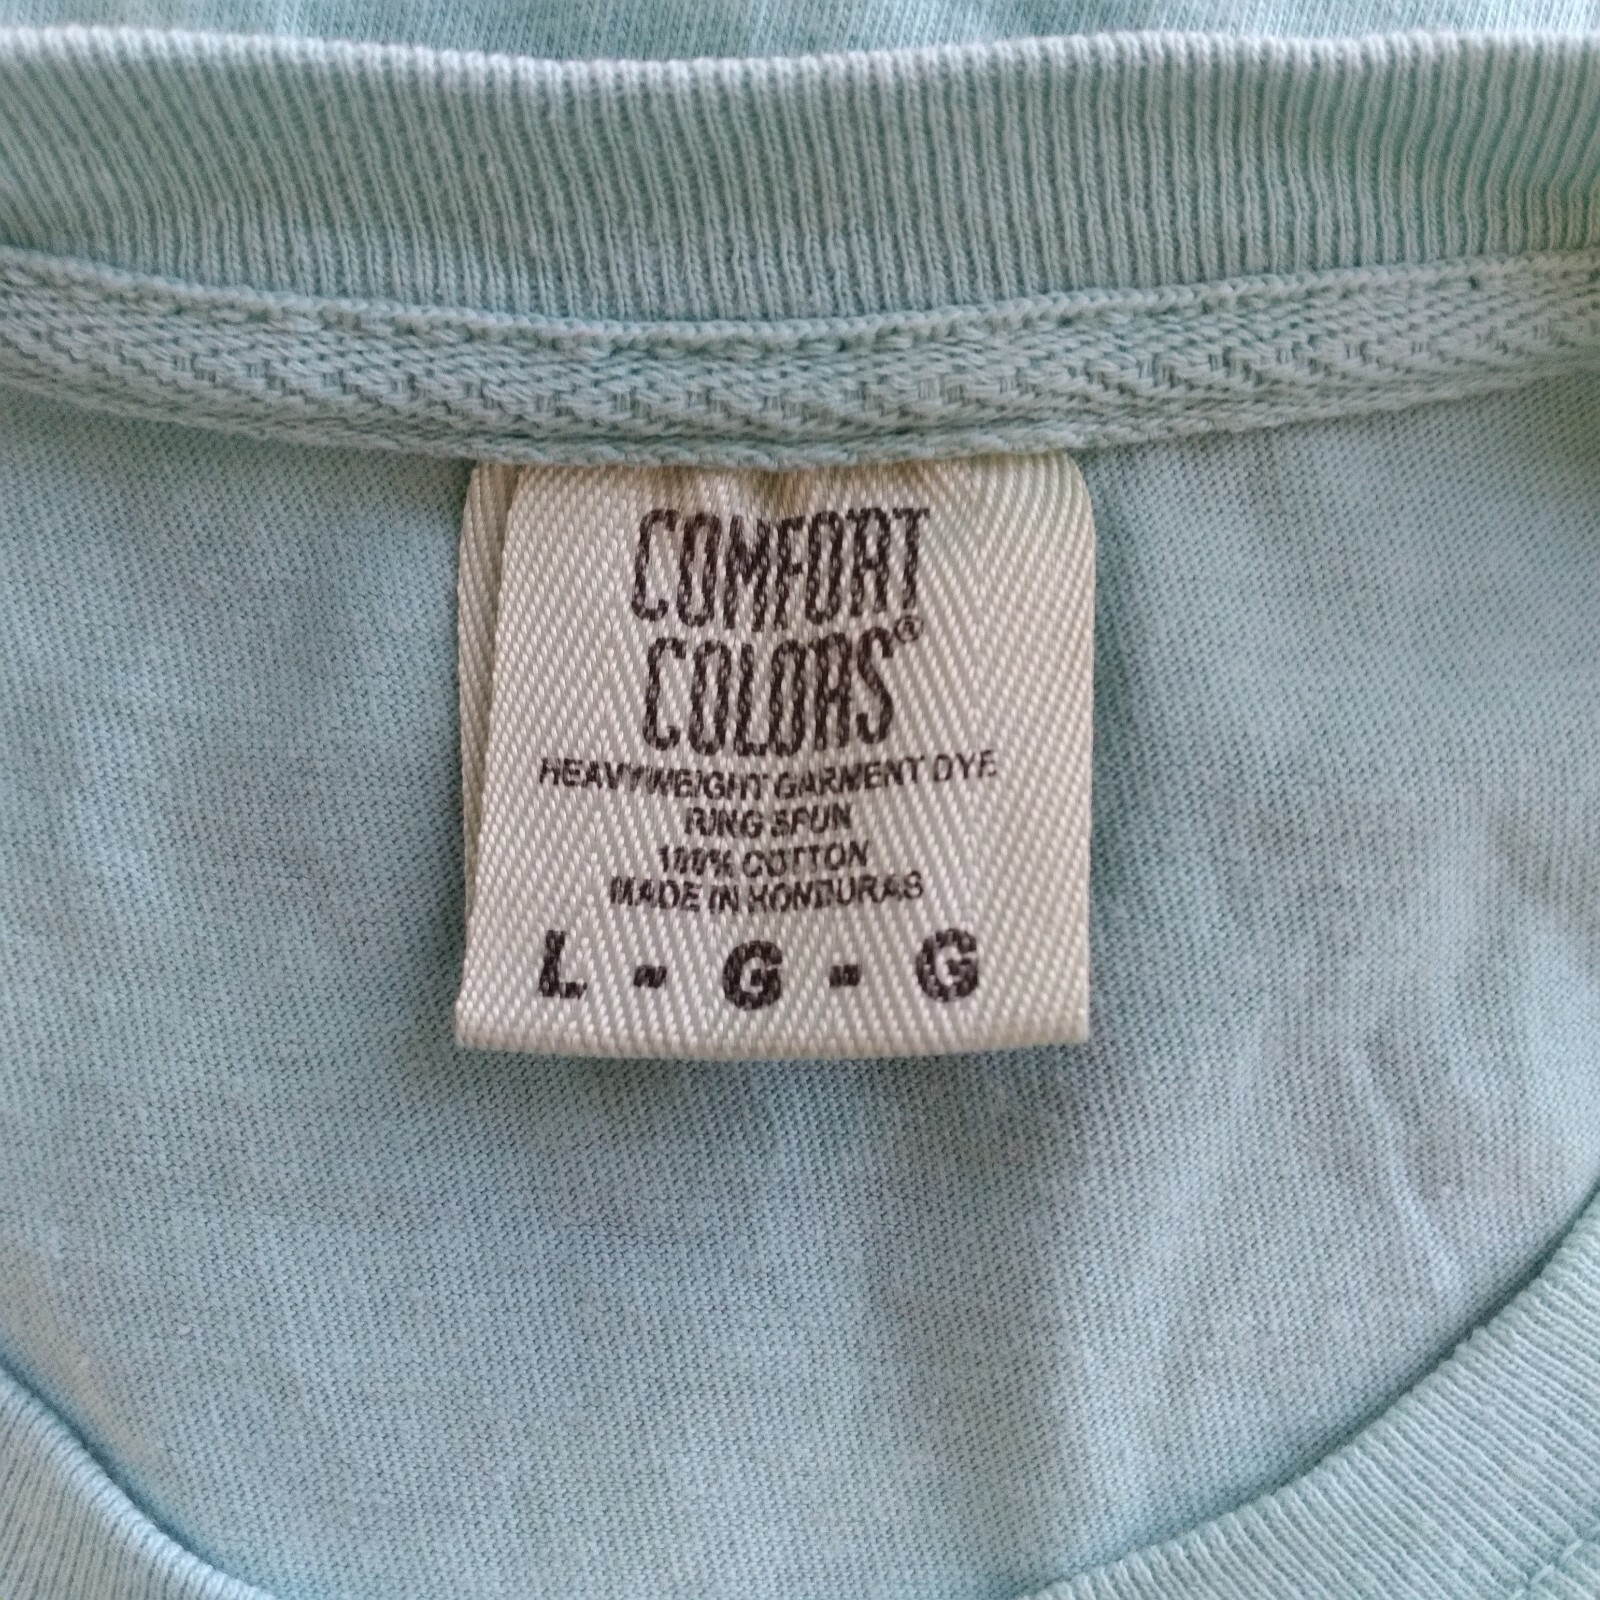 COMFORT
COLORS®
HEAVYWEIGHT GARMENT DYE
RING SPUN
100% COTTON
MADE IN HONDURAS
L - G - G